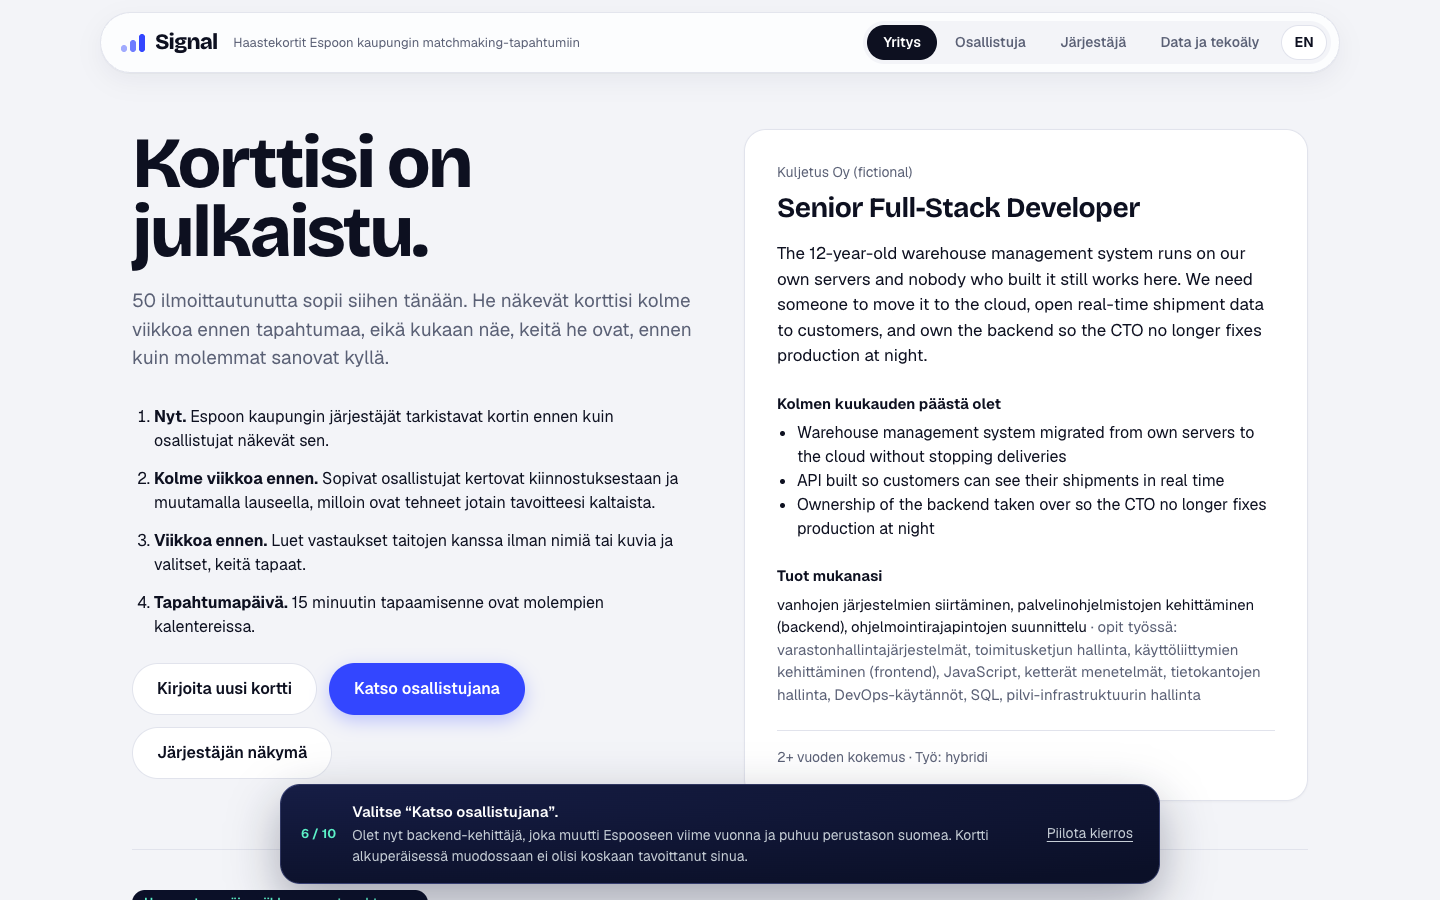 Signal
Haastekortit Espoon kaupungin matchmaking-tapahtumiin
Yritys
Osallistuja
Järjestäjä
Data ja tekoäly
EN
Korttisi on
julkaistu.
50 ilmoittautunutta sopii siihen tänään. He näkevät korttisi kolme
viikkoa ennen tapahtumaa, eikä kukaan näe, keitä he ovat, ennen
kuin molemmat sanovat kyllä.
1. Nyt. Espoon kaupungin järjestäjät tarkistavat kortin ennen kuin
osallistujat näkevät sen.
2. Kolme viikkoa ennen. Sopivat osallistujat kertovat kiinnostuksestaan ja
muutamalla lauseella, milloin ovat tehneet jotain tavoitteesi kaltaista.
3. Viikkoa ennen. Luet vastaukset taitojen kanssa ilman nimiä tai kuvia ja
valitset, keitä tapaat.
4. Tapahtumapäivä. 15 minuutin tapaamisenne ovat molempien
kalentereissa.
Kirjoita uusi kortti
Katso osallistujana
Järjestäjän näkymä
Kuljetus Oy (fictional)
Senior Full-Stack Developer
The 12-year-old warehouse management system runs on our
own servers and nobody who built it still works here. We need
someone to move it to the cloud, open real-time shipment data
to customers, and own the backend so the CTO no longer fixes
production at night.
Kolmen kuukauden päästä olet
• Warehouse management system migrated from own servers to
the cloud without stopping deliveries
• API built so customers can see their shipments in real time
• Ownership of the backend taken over so the CTO no longer fixes
production at night
Tuot mukanasi
vanhojen järjestelmien siirtäminen, palvelinohjelmistojen kehittäminen
(backend), ohjelmointirajapintojen suunnittelu · opit työssä:
varastonhallintajärjestelmät, toimitusketjun hallinta, käyttöliittymien
kehittäminen (frontend), JavaScript, ketterät menetelmät, tietokantojen
hallinta, DevOps-käytännöt, SQL, pilvi-infrastruktuurin hallinta
2+ vuoden kokemus · Työ: hybridi
6 / 10
Valitse “Katso osallistujana”.
Olet nyt backend-kehittäjä, joka muutti Espooseen viime vuonna ja puhuu perustason suomea. Kortti
alkuperäisessä muodossaan ei olisi koskaan tavoittanut sinua.
Piilota kierros